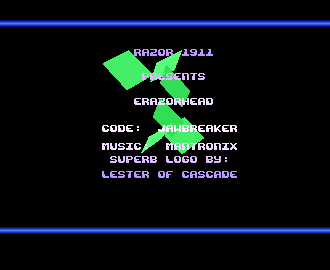 RAZOR 1911
PRESENTS
ERAZORHEAD
CODE: JAWBREAKER
MUSIC MANTRONIX
SUPERB LOGO BY:
LESTER OF CASCADE